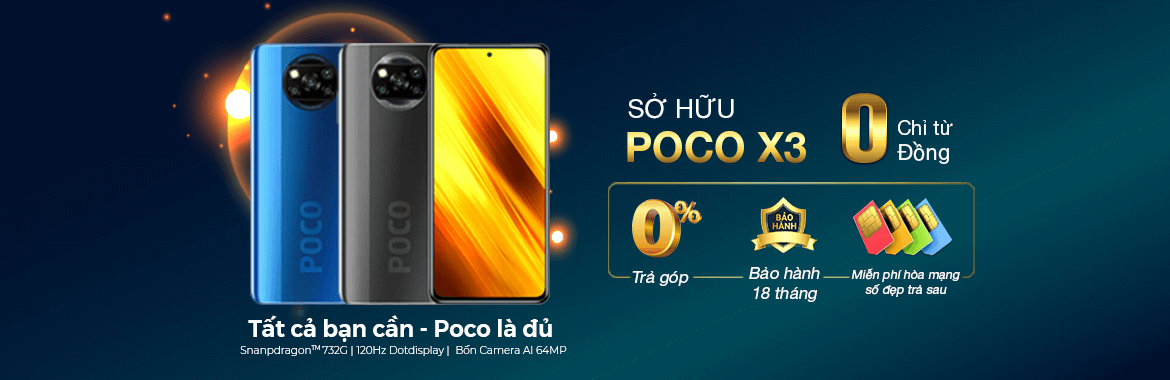 POCO
POCO
Tất cả bạn cần - Poco là đủ
Snanpdragon™ 732G | 120Hz Dotdisplay | Bốn Camera AI 64MP
SỞ HỮU
POCO X3
0
Chỉ từ
Đồng
0%
Trả góp
BẢO
HÀNH
Bảo hành
18 tháng
Miễn phí hòa mạng
số đẹp trả sau